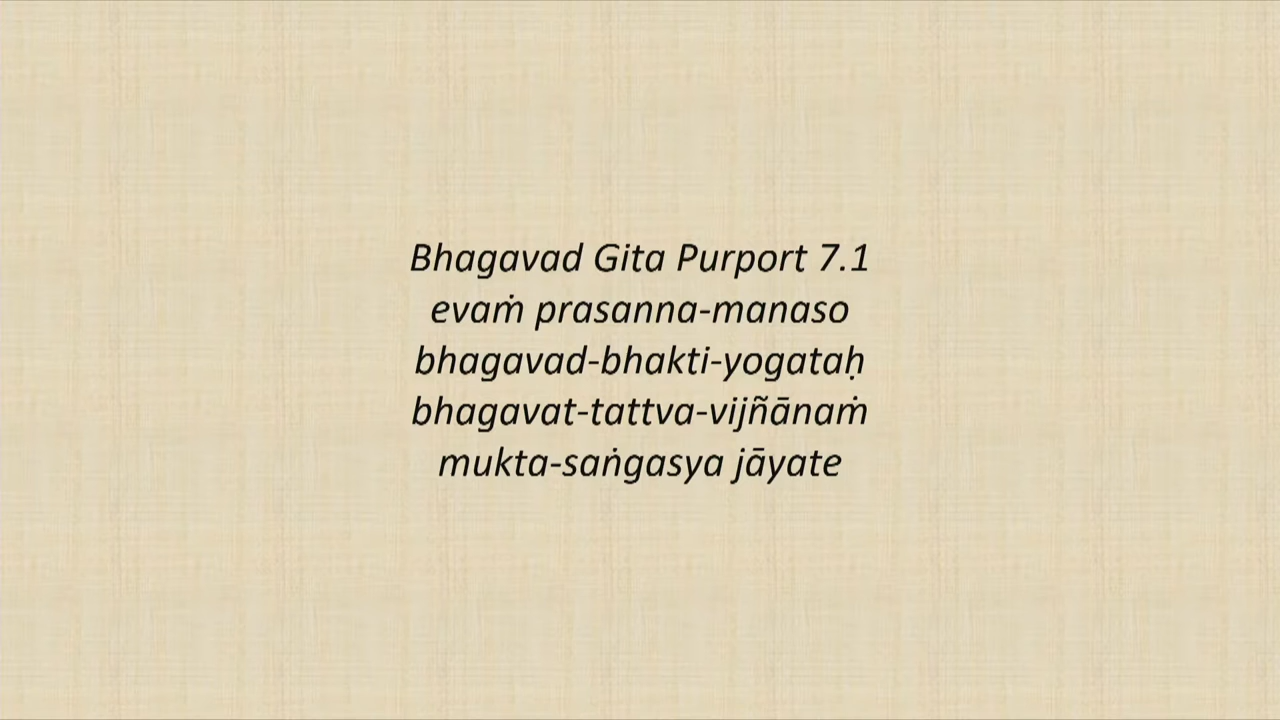 Bhagavad Gita Purport 7.1
evaṁ prasanna-manaso
bhagavad-bhakti-yogataḥ
bhagavat-tattva-vijñānaṁ
mukta-saṅgasya jāyate